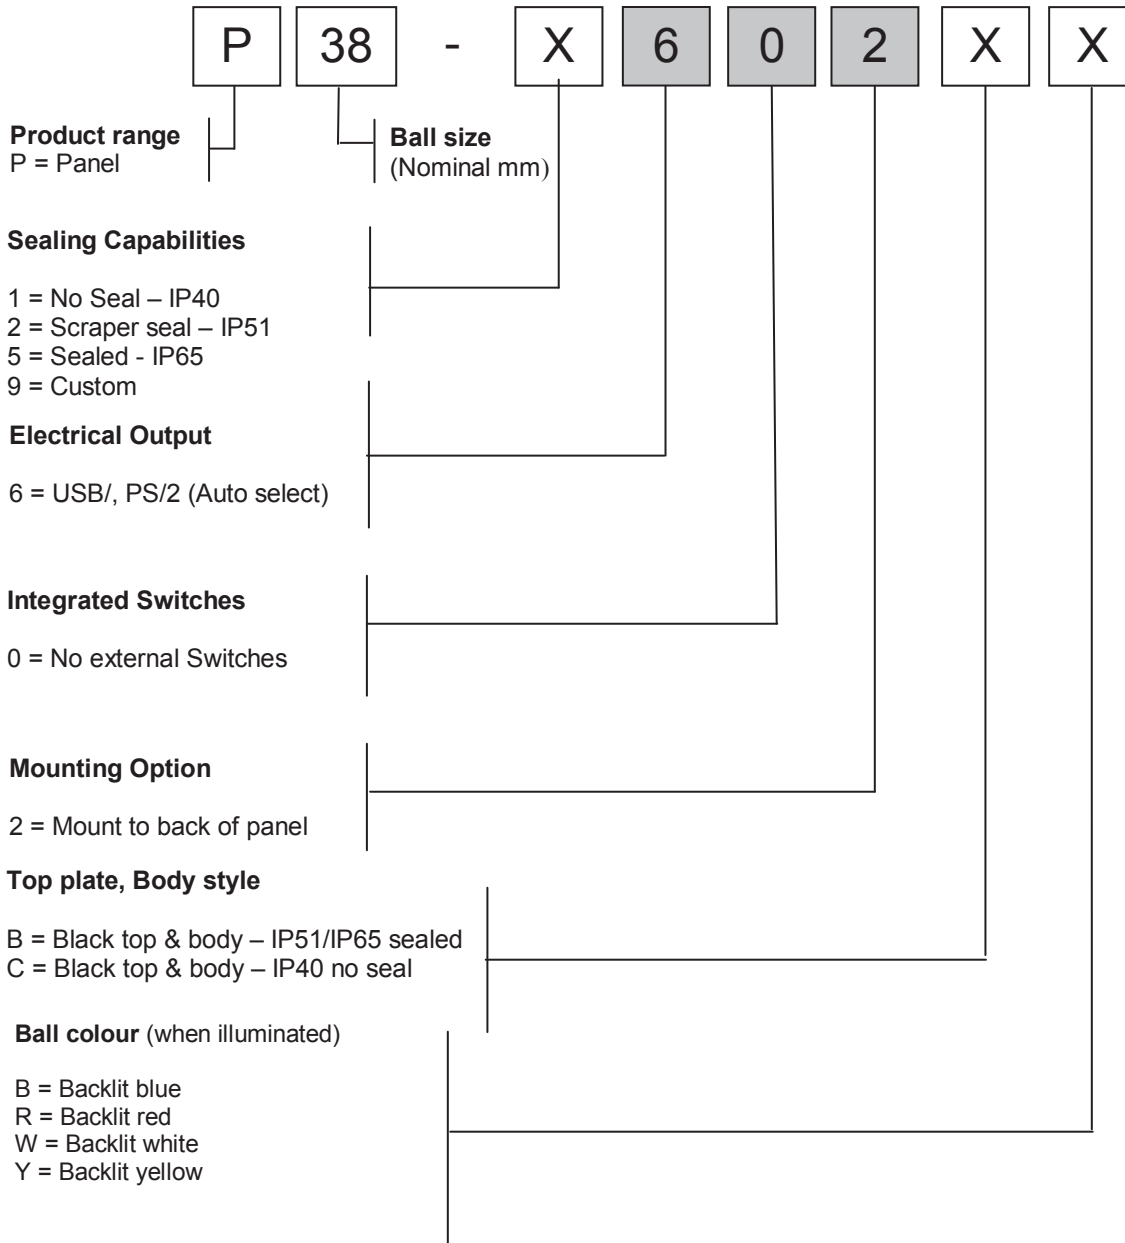 P 38 - X 6 0 2 X X
Product range
P = Panel
Ball size
(Nominal mm)
Sealing Capabilities
1 = No Seal – IP40
2 = Scraper seal – IP51
5 = Sealed - IP65
9 = Custom
Electrical Output
6 = USB/, PS/2 (Auto select)
Integrated Switches
0 = No external Switches
Mounting Option
2 = Mount to back of panel
Top plate, Body style
B = Black top & body – IP51/IP65 sealed
C = Black top & body – IP40 no seal
Ball colour (when illuminated)
B = Backlit blue
R = Backlit red
W = Backlit white
Y = Backlit yellow